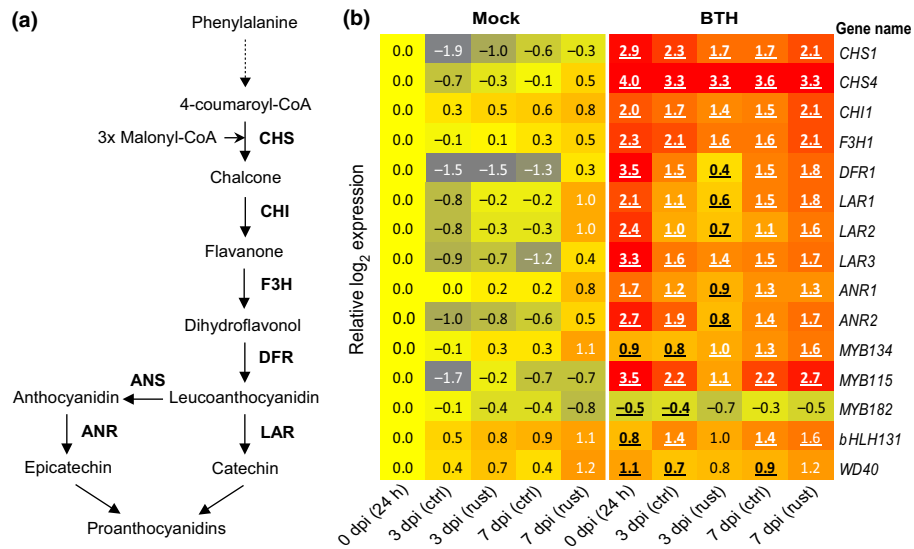 (a)
Phenylalanine
4-coumaroyl-CoA
3x Malonyl-CoA
CHS
Chalcone
CHI
Flavanone
F3H
Dihydroflavonol
DFR
ANS
Anthocyanidin
Leucoanthocyanidin
ANR
LAR
Epicatechin
Catechin
Proanthocyanidins
(b)
Mock BTH Gene name
Relative log2 expression
0.0 −1.9 −1.0 −0.6 −0.3 2.9 2.3 1.7 1.7 2.1 CHS1
0.0 −0.7 −0.3 −0.1 0.5 4.0 3.3 3.3 3.6 3.3 CHS4
0.0 0.3 0.5 0.6 0.8 2.0 1.7 1.4 1.5 2.1 CHI1
0.0 −0.1 0.1 0.3 0.5 2.3 2.1 1.6 1.6 2.1 F3H1
0.0 −1.5 −1.5 −1.3 0.3 3.5 1.5 0.4 1.5 1.8 DFR1
0.0 −0.8 −0.2 −0.2 1.0 2.1 1.1 0.6 1.5 1.8 LAR1
0.0 −0.8 −0.3 −0.3 1.0 2.4 1.0 0.7 1.1 1.6 LAR2
0.0 −0.9 −0.7 −1.2 0.4 3.3 1.6 1.4 1.5 1.7 LAR3
0.0 0.0 0.2 0.2 0.8 1.7 1.2 0.9 1.3 1.3 ANR1
0.0 −1.0 −0.8 −0.6 0.5 2.7 1.9 0.8 1.4 1.7 ANR2
0.0 −0.1 0.3 0.3 1.1 0.9 0.8 1.0 1.3 1.6 MYB134
0.0 −1.7 −0.2 −0.7 −0.7 3.5 2.2 1.1 2.2 2.7 MYB115
0.0 −0.1 −0.4 −0.4 −0.8 −0.5 −0.4 −0.7 −0.3 −0.5 MYB182
0.0 0.5 0.8 0.9 1.1 0.8 1.4 1.0 1.4 1.6 bHLH131
0.0 0.4 0.7 0.4 1.2 1.1 0.7 0.8 0.9 1.2 WD40
0 dpi (24 h) 3 dpi (ctrl) 3 dpi (rust) 7 dpi (ctrl) 7 dpi (rust) 0 dpi (24 h) 3 dpi (ctrl) 3 dpi (rust) 7 dpi (ctrl) 7 dpi (rust)